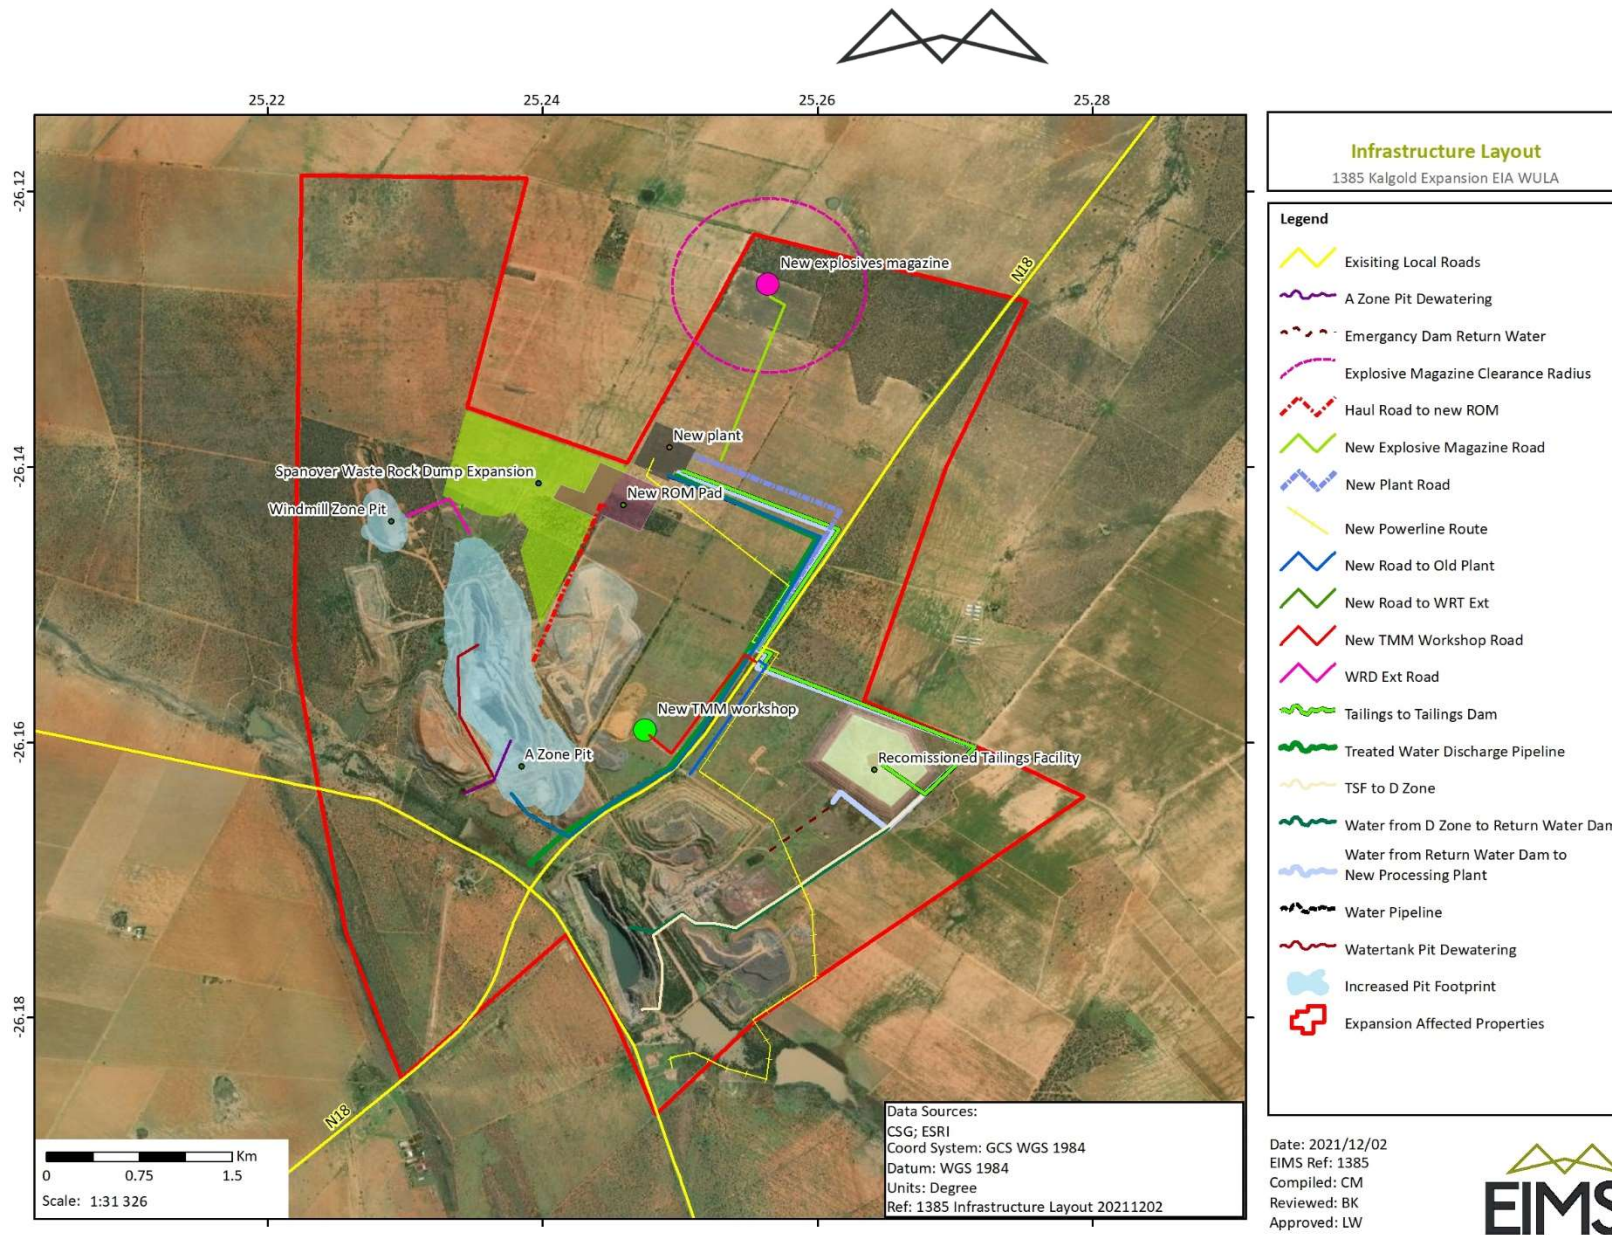 25.22
25.24
25.26
25.28
-26.12
-26.14
-26.16
-26.18
N18
New explosives magazine
New plant
Spanover Waste Rock Dump Expansion
New ROM Pad
Windmill Zone Pit
New TMM workshop
A Zone Pit
Recomissioned Tailings Facility
N18
Km
0 0.75 1.5
Scale: 1:31 326
Data Sources:
CSG; ESRI
Coord System: GCS WGS 1984
Datum: WGS 1984
Units: Degree
Ref: 1385 Infrastructure Layout 20211202
Infrastructure Layout
1385 Kalgold Expansion EIA WULA
Legend
Exisiting Local Roads
A Zone Pit Dewatering
Emergancy Dam Return Water
Explosive Magazine Clearance Radius
Haul Road to new ROM
New Explosive Magazine Road
New Plant Road
New Powerline Route
New Road to Old Plant
New Road to WRT Ext
New TMM Workshop Road
WRD Ext Road
Tailings to Tailings Dam
Treated Water Discharge Pipeline
TSF to D Zone
Water from D Zone to Return Water Dam
Water from Return Water Dam to
New Processing Plant
Water Pipeline
Watertank Pit Dewatering
Increased Pit Footprint
Expansion Affected Properties
Date: 2021/12/02
EIMS Ref: 1385
Compiled: CM
Reviewed: BK
Approved: LW
EIMS